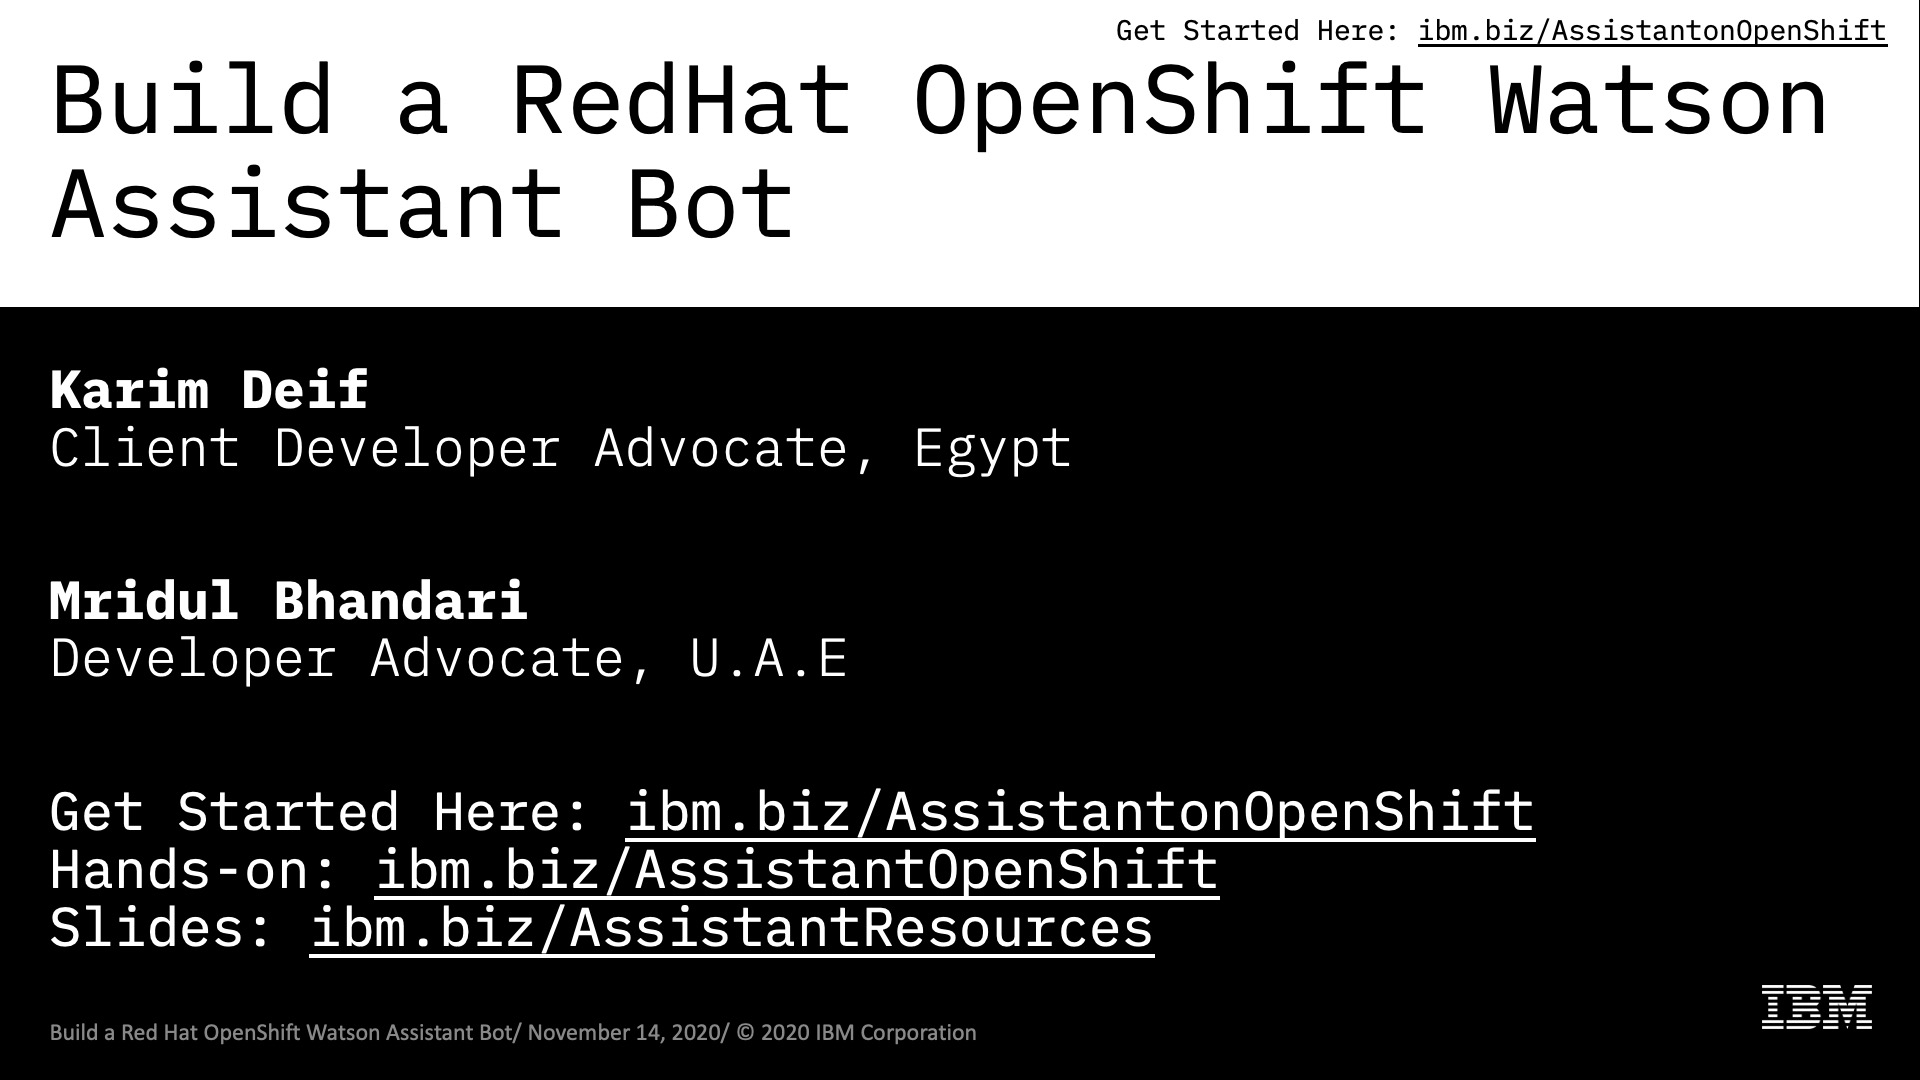 Get Started Here: ibm.biz/AssistantonOpenShift
Build a RedHat OpenShift Watson
Assistant Bot
Karim Deif
Client Developer Advocate, Egypt
Mridul Bhandari
Developer Advocate, U.A.E
Get Started Here: ibm.biz/AssistantonOpenShift
Hands-on: ibm.biz/AssistantOpenShift
Slides: ibm.biz/AssistantResources
Build a Red Hat OpenShift Watson Assistant Bot/ November 14, 2020/ © 2020 IBM Corporation
IBM